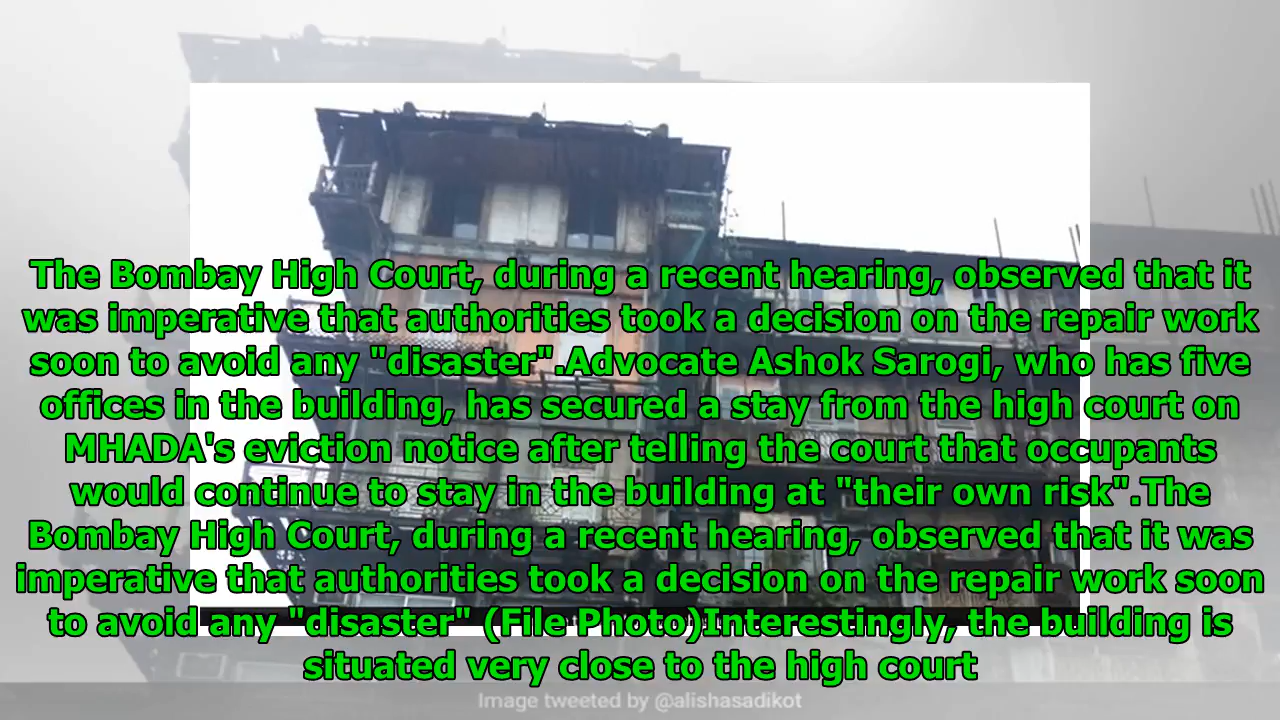 The Bombay High Court, during a recent hearing, observed that it
was imperative that authorities took a decision on the repair work
soon to avoid any "disaster".Advocate Ashok Sarogi, who has five
offices in the building, has secured a stay from the high court on
MHADA's eviction notice after telling the court that occupants
would continue to stay in the building at "their own risk".The
Bombay High Court, during a recent hearing, observed that it was
imperative that authorities took a decision on the repair work soon
to avoid any "disaster" (File Photo)Interestingly, the building is
situated very close to the high court
Image tweeted by @alishasadikot